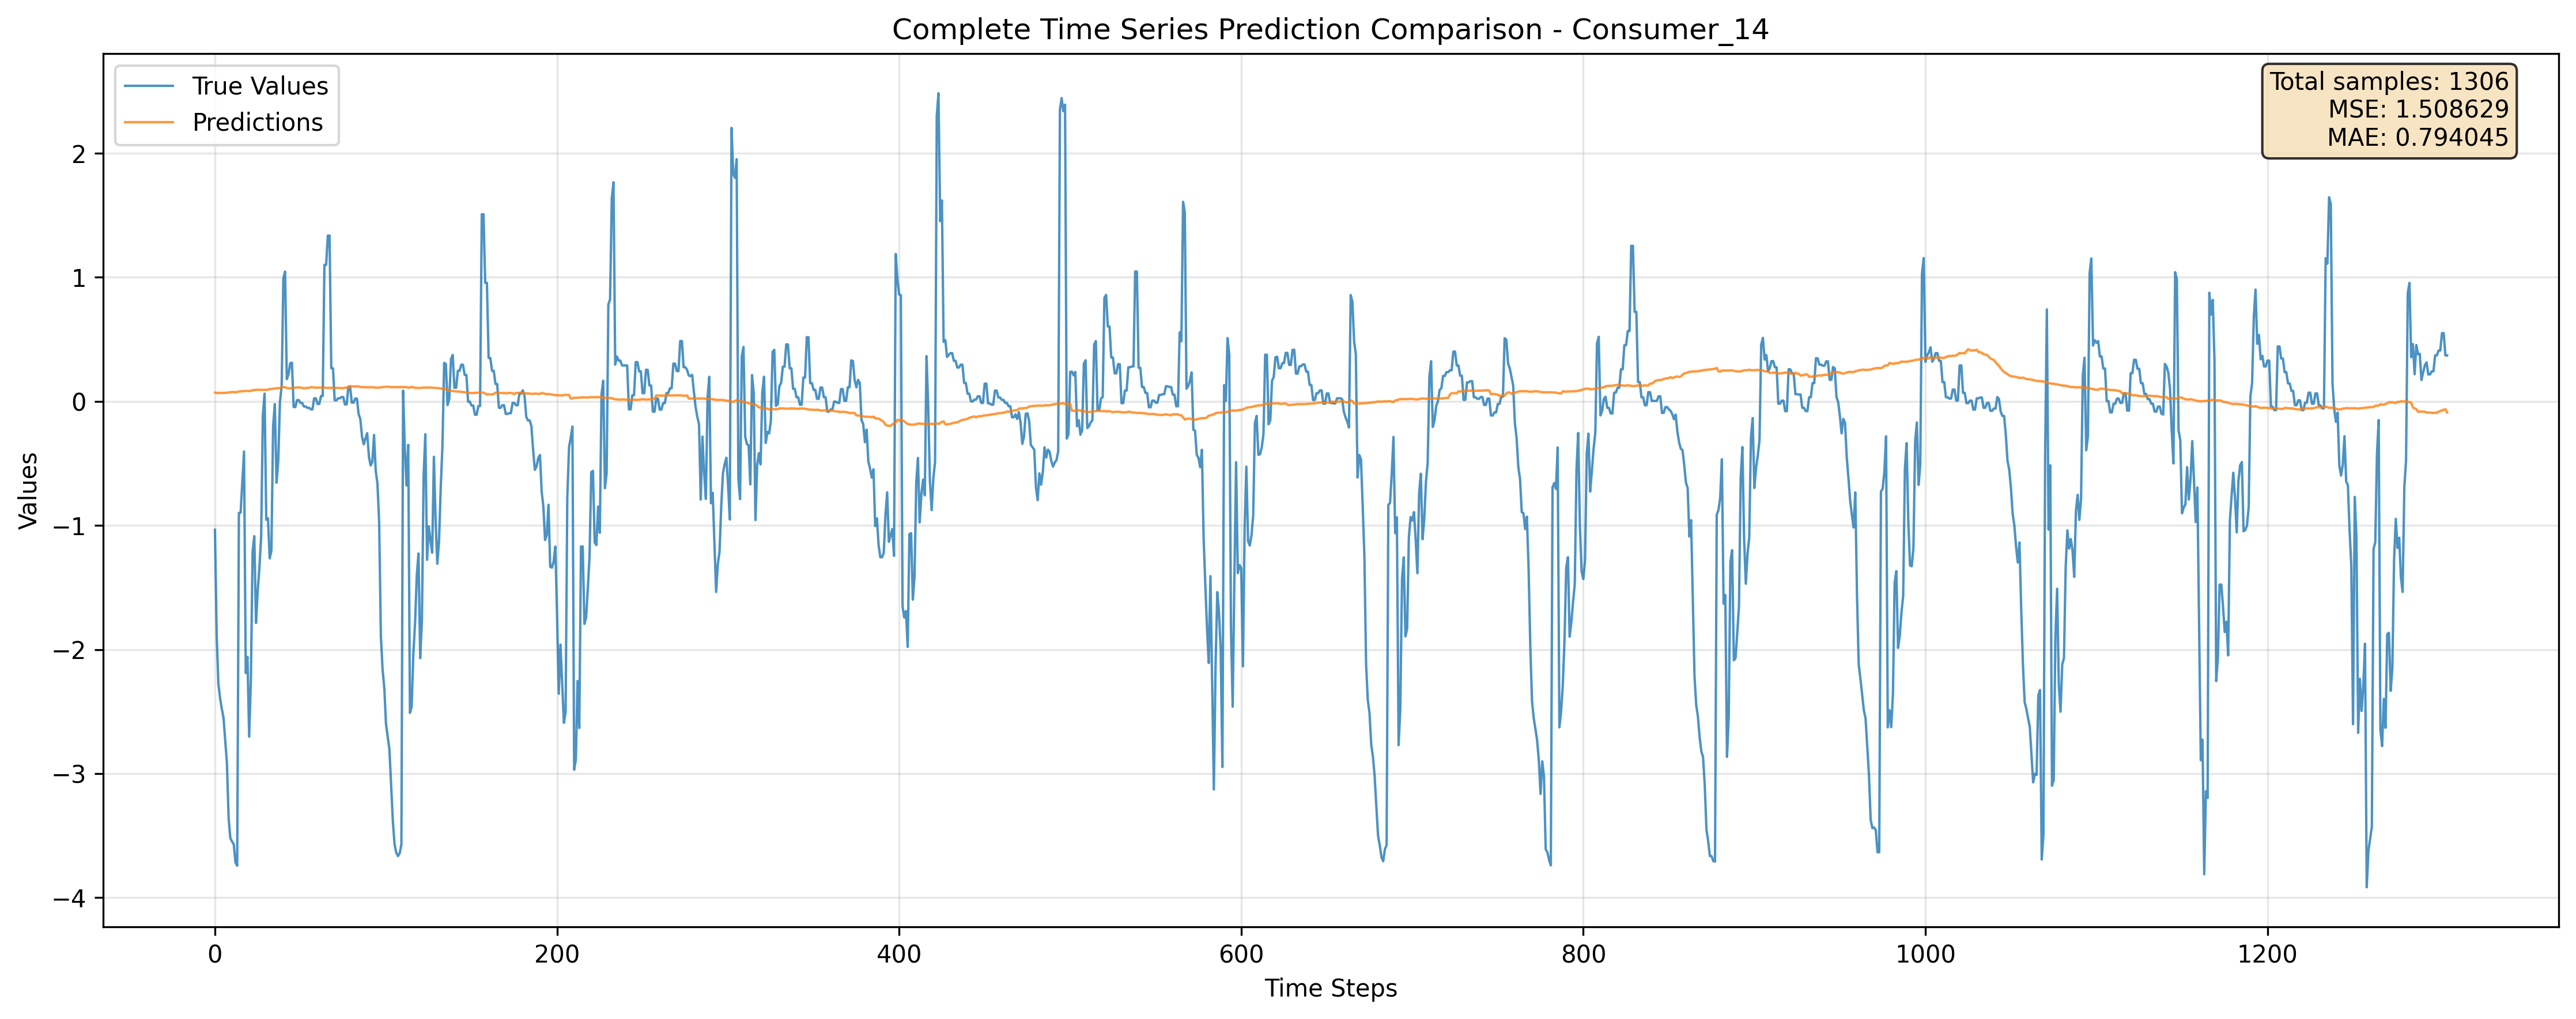 Complete Time Series Prediction Comparison - Consumer_14
True Values
Predictions
Total samples: 1306
MSE: 1.508629
MAE: 0.794045
Values
2
1
0
−1
−2
−3
−4
0
200
400
600
800
1000
1200
Time Steps